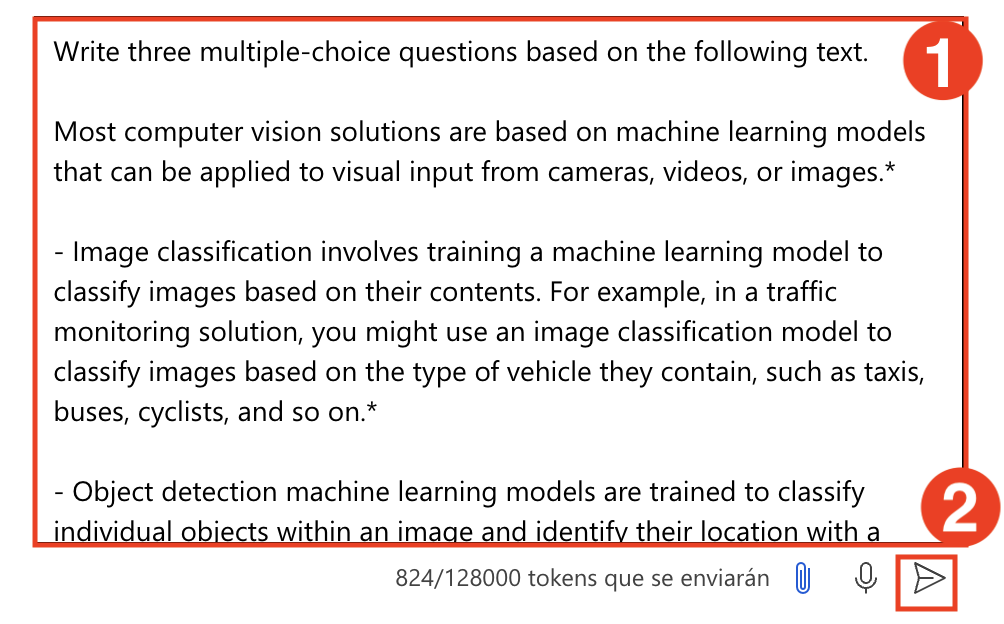 Write three multiple-choice questions based on the following text.
1
Most computer vision solutions are based on machine learning models
that can be applied to visual input from cameras, videos, or images.*
- Image classification involves training a machine learning model to
classify images based on their contents. For example, in a traffic
monitoring solution, you might use an image classification model to
classify images based on the type of vehicle they contain, such as taxis,
buses, cyclists, and so on.*
- Object detection machine learning models are trained to classify
individual objects within an image and identify their location with a
2
824/128000 tokens que se enviarán